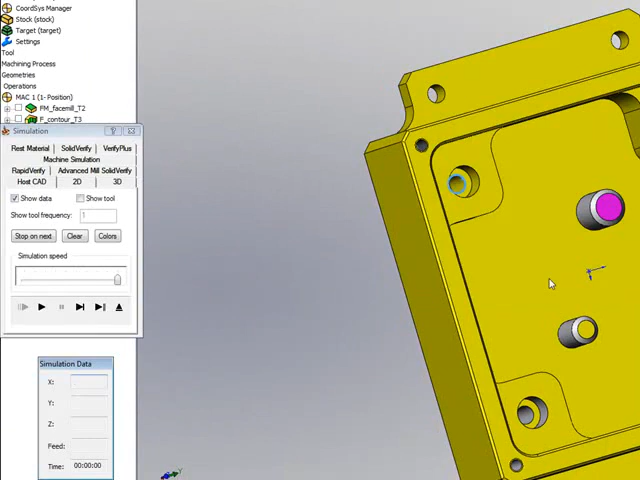 CoordSys Manager
Stock (stock)
Target (target)
Settings
Tool
Machining Process
Geometries
Operations
MAC 1 (1- Position)
FM_facemill_T2
F_contour_T3
Simulation
Rest Material SolidVerify VerifyPlus
Machine Simulation
RapidVerify Advanced Mill SolidVerify
Host CAD 2D 3D
Show data Show tool
Show tool frequency: 1
Stop on next Clear Colors
Simulation speed
Simulation Data
X:
Y:
Z:
Feed:
Time: 00:00:00